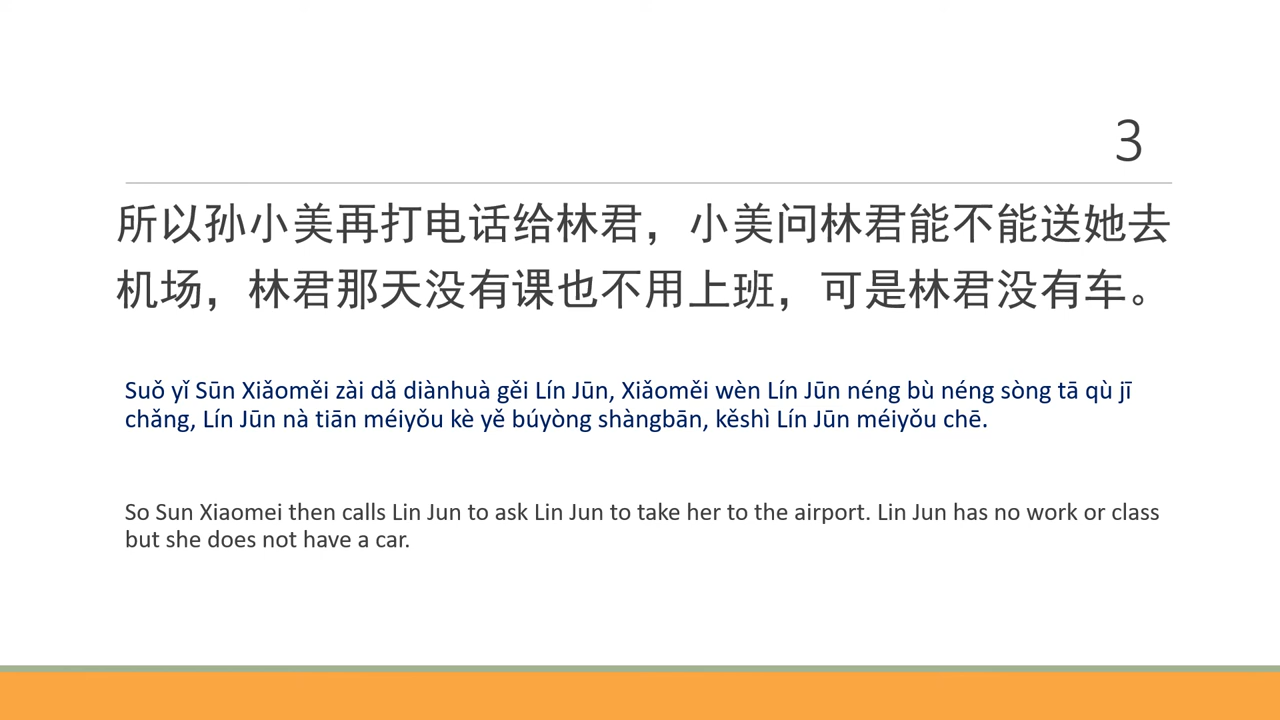 3
所以孙小美再打电话给林君，小美问林君能不能送她去
机场，林君那天没有课也不用上班，可是林君没有车。
Suǒ yǐ Sūn Xiǎoměi zài dǎ diànhuà gěi Lín Jūn, Xiǎoměi wèn Lín Jūn néng bù néng sòng tā qù jī
chǎng, Lín Jūn nà tiān méiyǒu kè yě búyòng shàngbān, kěshì Lín Jūn méiyǒu chē.
So Sun Xiaomei then calls Lin Jun to ask Lin Jun to take her to the airport. Lin Jun has no work or class
but she does not have a car.